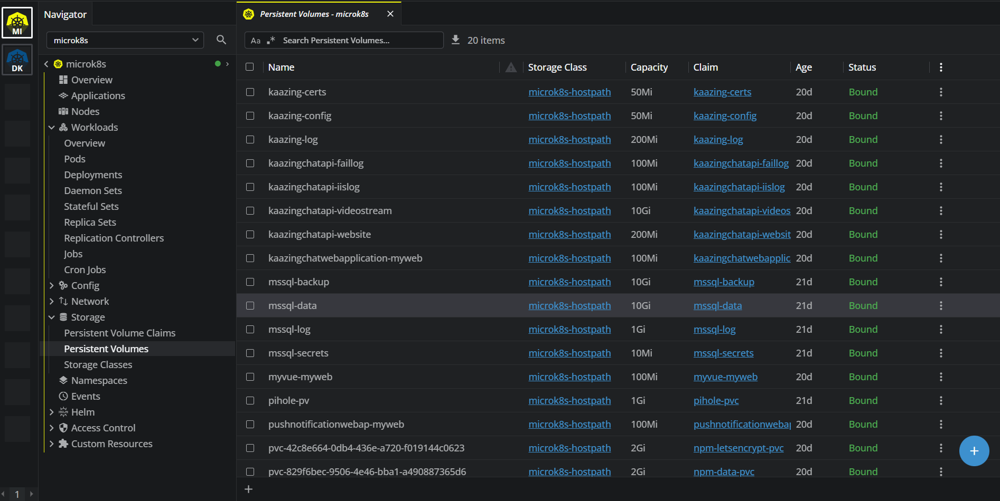 MI
DK
1
Navigator
microk8s
microk8s
Overview
Applications
Nodes
Workloads
Overview
Pods
Deployments
Daemon Sets
Stateful Sets
Replica Sets
Replication Controllers
Jobs
Cron Jobs
Config
Network
Storage
Persistent Volume Claims
Persistent Volumes
Storage Classes
Namespaces
Events
HELM Helm
Access Control
Custom Resources
Persistent Volumes - microk8s
Aa .* Search Persistent Volumes... 20 items
Name Storage Class Capacity Claim Age Status
kaazing-certs microk8s-hostpath 50Mi kaazing-certs 20d Bound
kaazing-config microk8s-hostpath 50Mi kaazing-config 20d Bound
kaazing-log microk8s-hostpath 200Mi kaazing-log 20d Bound
kaazingchatapi-faillog microk8s-hostpath 100Mi kaazingchatapi-faillog 20d Bound
kaazingchatapi-iislog microk8s-hostpath 100Mi kaazingchatapi-iislog 20d Bound
kaazingchatapi-videostream microk8s-hostpath 10Gi kaazingchatapi-videos 20d Bound
kaazingchatapi-website microk8s-hostpath 200Mi kaazingchatapi-websit 20d Bound
kaazingchatwebapplication-myweb microk8s-hostpath 100Mi kaazingchatwebapplic 20d Bound
mssql-backup microk8s-hostpath 10Gi mssql-backup 21d Bound
mssql-data microk8s-hostpath 10Gi mssql-data 21d Bound
mssql-log microk8s-hostpath 1Gi mssql-log 21d Bound
mssql-secrets microk8s-hostpath 10Mi mssql-secrets 21d Bound
myvue-myweb microk8s-hostpath 100Mi myvue-myweb 20d Bound
pihole-pv microk8s-hostpath 1Gi pihole-pvc 21d Bound
pushnotificationwebap-myweb microk8s-hostpath 100Mi pushnotificationwebap 20d Bound
pvc-42c8e664-0db4-436e-a720-f019144c0623 microk8s-hostpath 2Gi npm-letsencrypt-pvc 20d Bound
pvc-829f6bec-9506-4e46-bba1-a490887365d6 microk8s-hostpath 2Gi npm-data-pvc 20d Bound